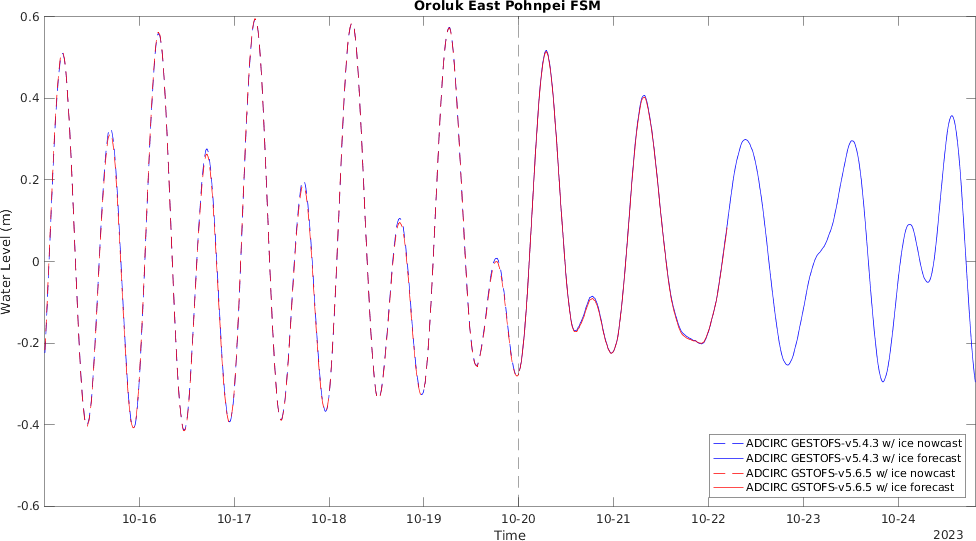 Oroluk East Pohnpei FSM
Water Level (m)
0.6
0.4
0.2
0
-0.2
-0.4
-0.6
ADCIRC GESTOFS-v5.4.3 w/ ice nowcast
ADCIRC GESTOFS-v5.4.3 w/ ice forecast
ADCIRC GSTOFS-v5.6.5 w/ ice nowcast
ADCIRC GSTOFS-v5.6.5 w/ ice forecast
10-16 10-17 10-18 10-19 10-20 10-21 10-22 10-23 10-24
Time
2023